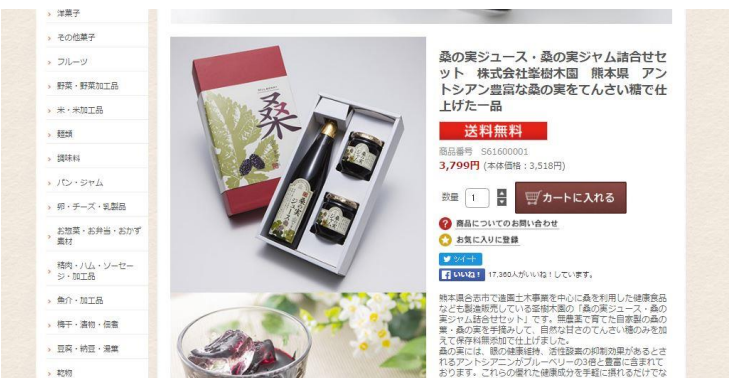 洋菓子
その他菓子
フルーツ
野菜・野菜加工品
米・米加工品
麺類
調味料
パン・ジャム
卵・チーズ・乳製品
お惣菜・お弁当・おかず
素材
精肉・ハム・ソーセー
ジ・加工品
魚介・加工品
梅干・漬物・佃煮
豆腐・納豆・湯葉
乾物
桑
桑の実
ジュース
桑の実ジュース・桑の実ジャム詰合せセ
ット 株式会社峯樹木園 熊本県 アン
トシアン豊富な桑の実をてんさい糖で仕
上げた一品
送料無料
商品番号 S61600001
3,799円 (本体価格：3,518円)
数量 1 カートに入れる
商品についてのお問い合わせ
お気に入りに登録
ツイート
いいね！ 17,360人がいいね！しています。
熊本県合志市で造園土木事業を中心に桑を利用した健康食品
なども製造販売している峯樹木園の「桑の実ジュース・桑の
実ジャム詰合せセット」です。無農薬で育てた自家製の桑の
葉・桑の実を手摘みして、自然な甘さのてんさい糖のみを加
えて保存料無添加で仕上げました。
桑の実には、眼の健康維持、活性酸素の抑制効果があるとさ
れるアントシアニンがブルーベリーの3倍と豊富に含まれて
おります。これらの優れた健康成分を手軽に摂れるだけでな